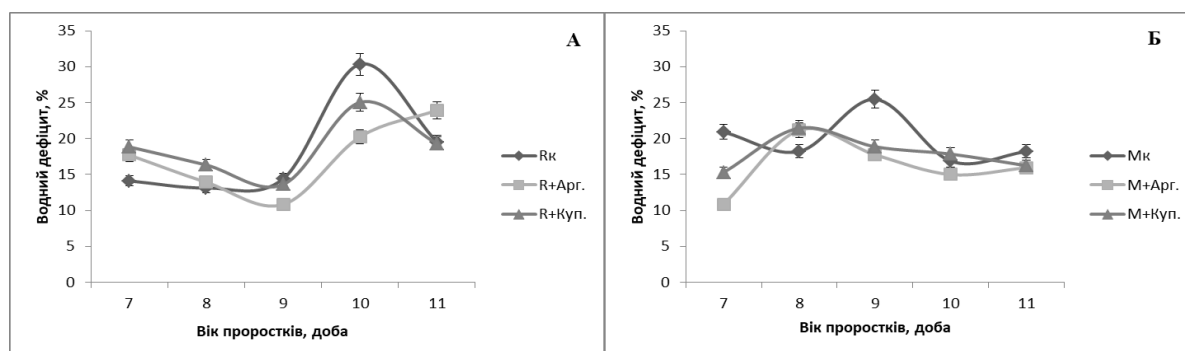 А
Водний дефіцит, %
35
30
25
20
15
10
5
0
7 8 9 10 11
Вік проростків, доба
Rк
R+Арг.
R+Куп.
Б
Водний дефіцит, %
35
30
25
20
15
10
5
0
7 8 9 10 11
Вік проростків, доба
Мк
М+Арг.
М+Куп.